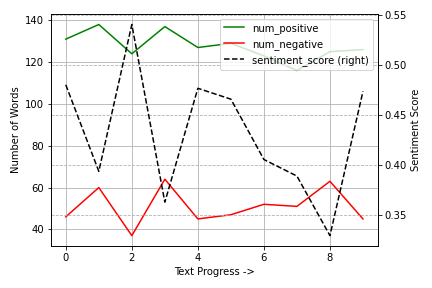 140
120
100
80
60
40
Number of Words
0
2
4
6
8
Text Progress ->
num_positive
num_negative
sentiment_score (right)
0.55
0.50
0.45
0.40
0.35
Sentiment Score